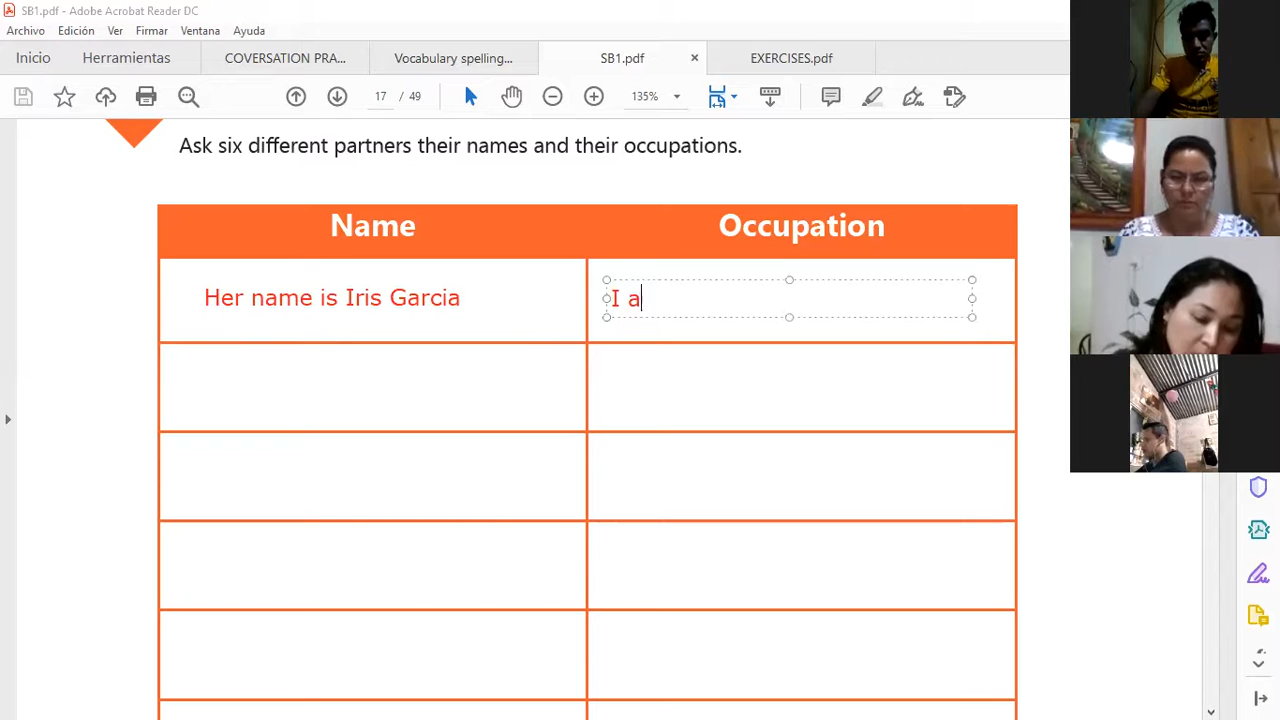 SB1.pdf - Adobe Acrobat Reader DC
Archivo Edición Ver Firmar Ventana Ayuda
Inicio Herramientas COVERSATION PRA... Vocabulary spelling... SB1.pdf × EXERCISES.pdf
17 / 49 135%
Ask six different partners their names and their occupations.
Name Occupation
Her name is Iris Garcia I a